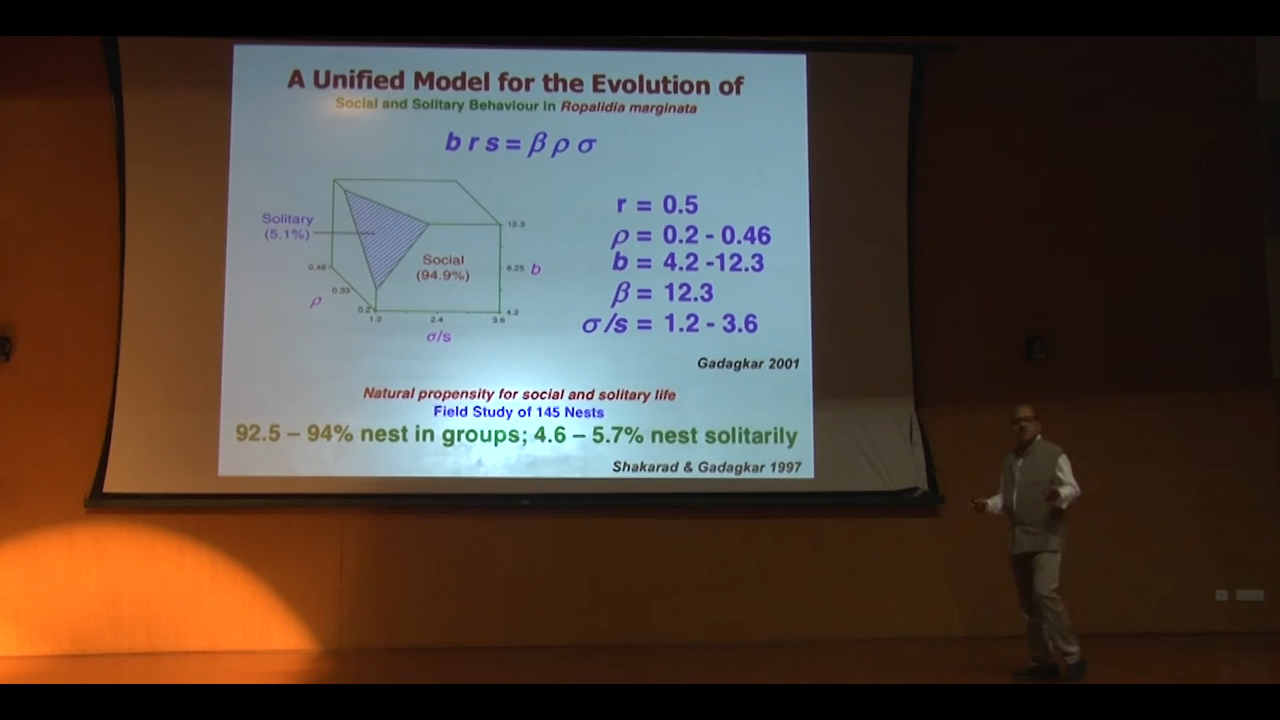 A Unified Model for the Evolution of
Social and Solitary Behaviour in Ropalidia marginata
b r s = β ρ σ
Solitary
(5.1%)
Social
(94.9%)
12.3
8.25 b
4.2
0.46
0.33
0.2
ρ
1.2 2.4 3.6
σ/s
r = 0.5
ρ = 0.2 - 0.46
b = 4.2 -12.3
β = 12.3
σ/s = 1.2 - 3.6
Gadagkar 2001
Natural propensity for social and solitary life
Field Study of 145 Nests
92.5 – 94% nest in groups; 4.6 – 5.7% nest solitarily
Shakarad & Gadagkar 1997